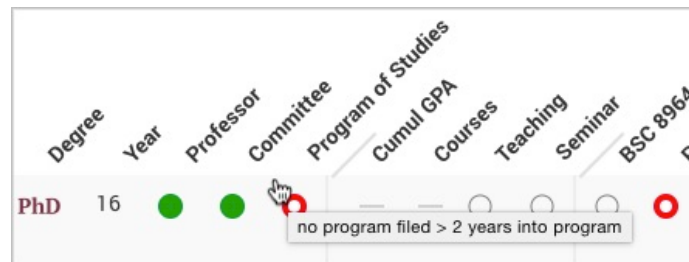 Degree
Year
Professor
Committee
Program of Studies
Cumul GPA
Courses
Teaching
Seminar
BSC 8964
PhD 16
no program filed > 2 years into program